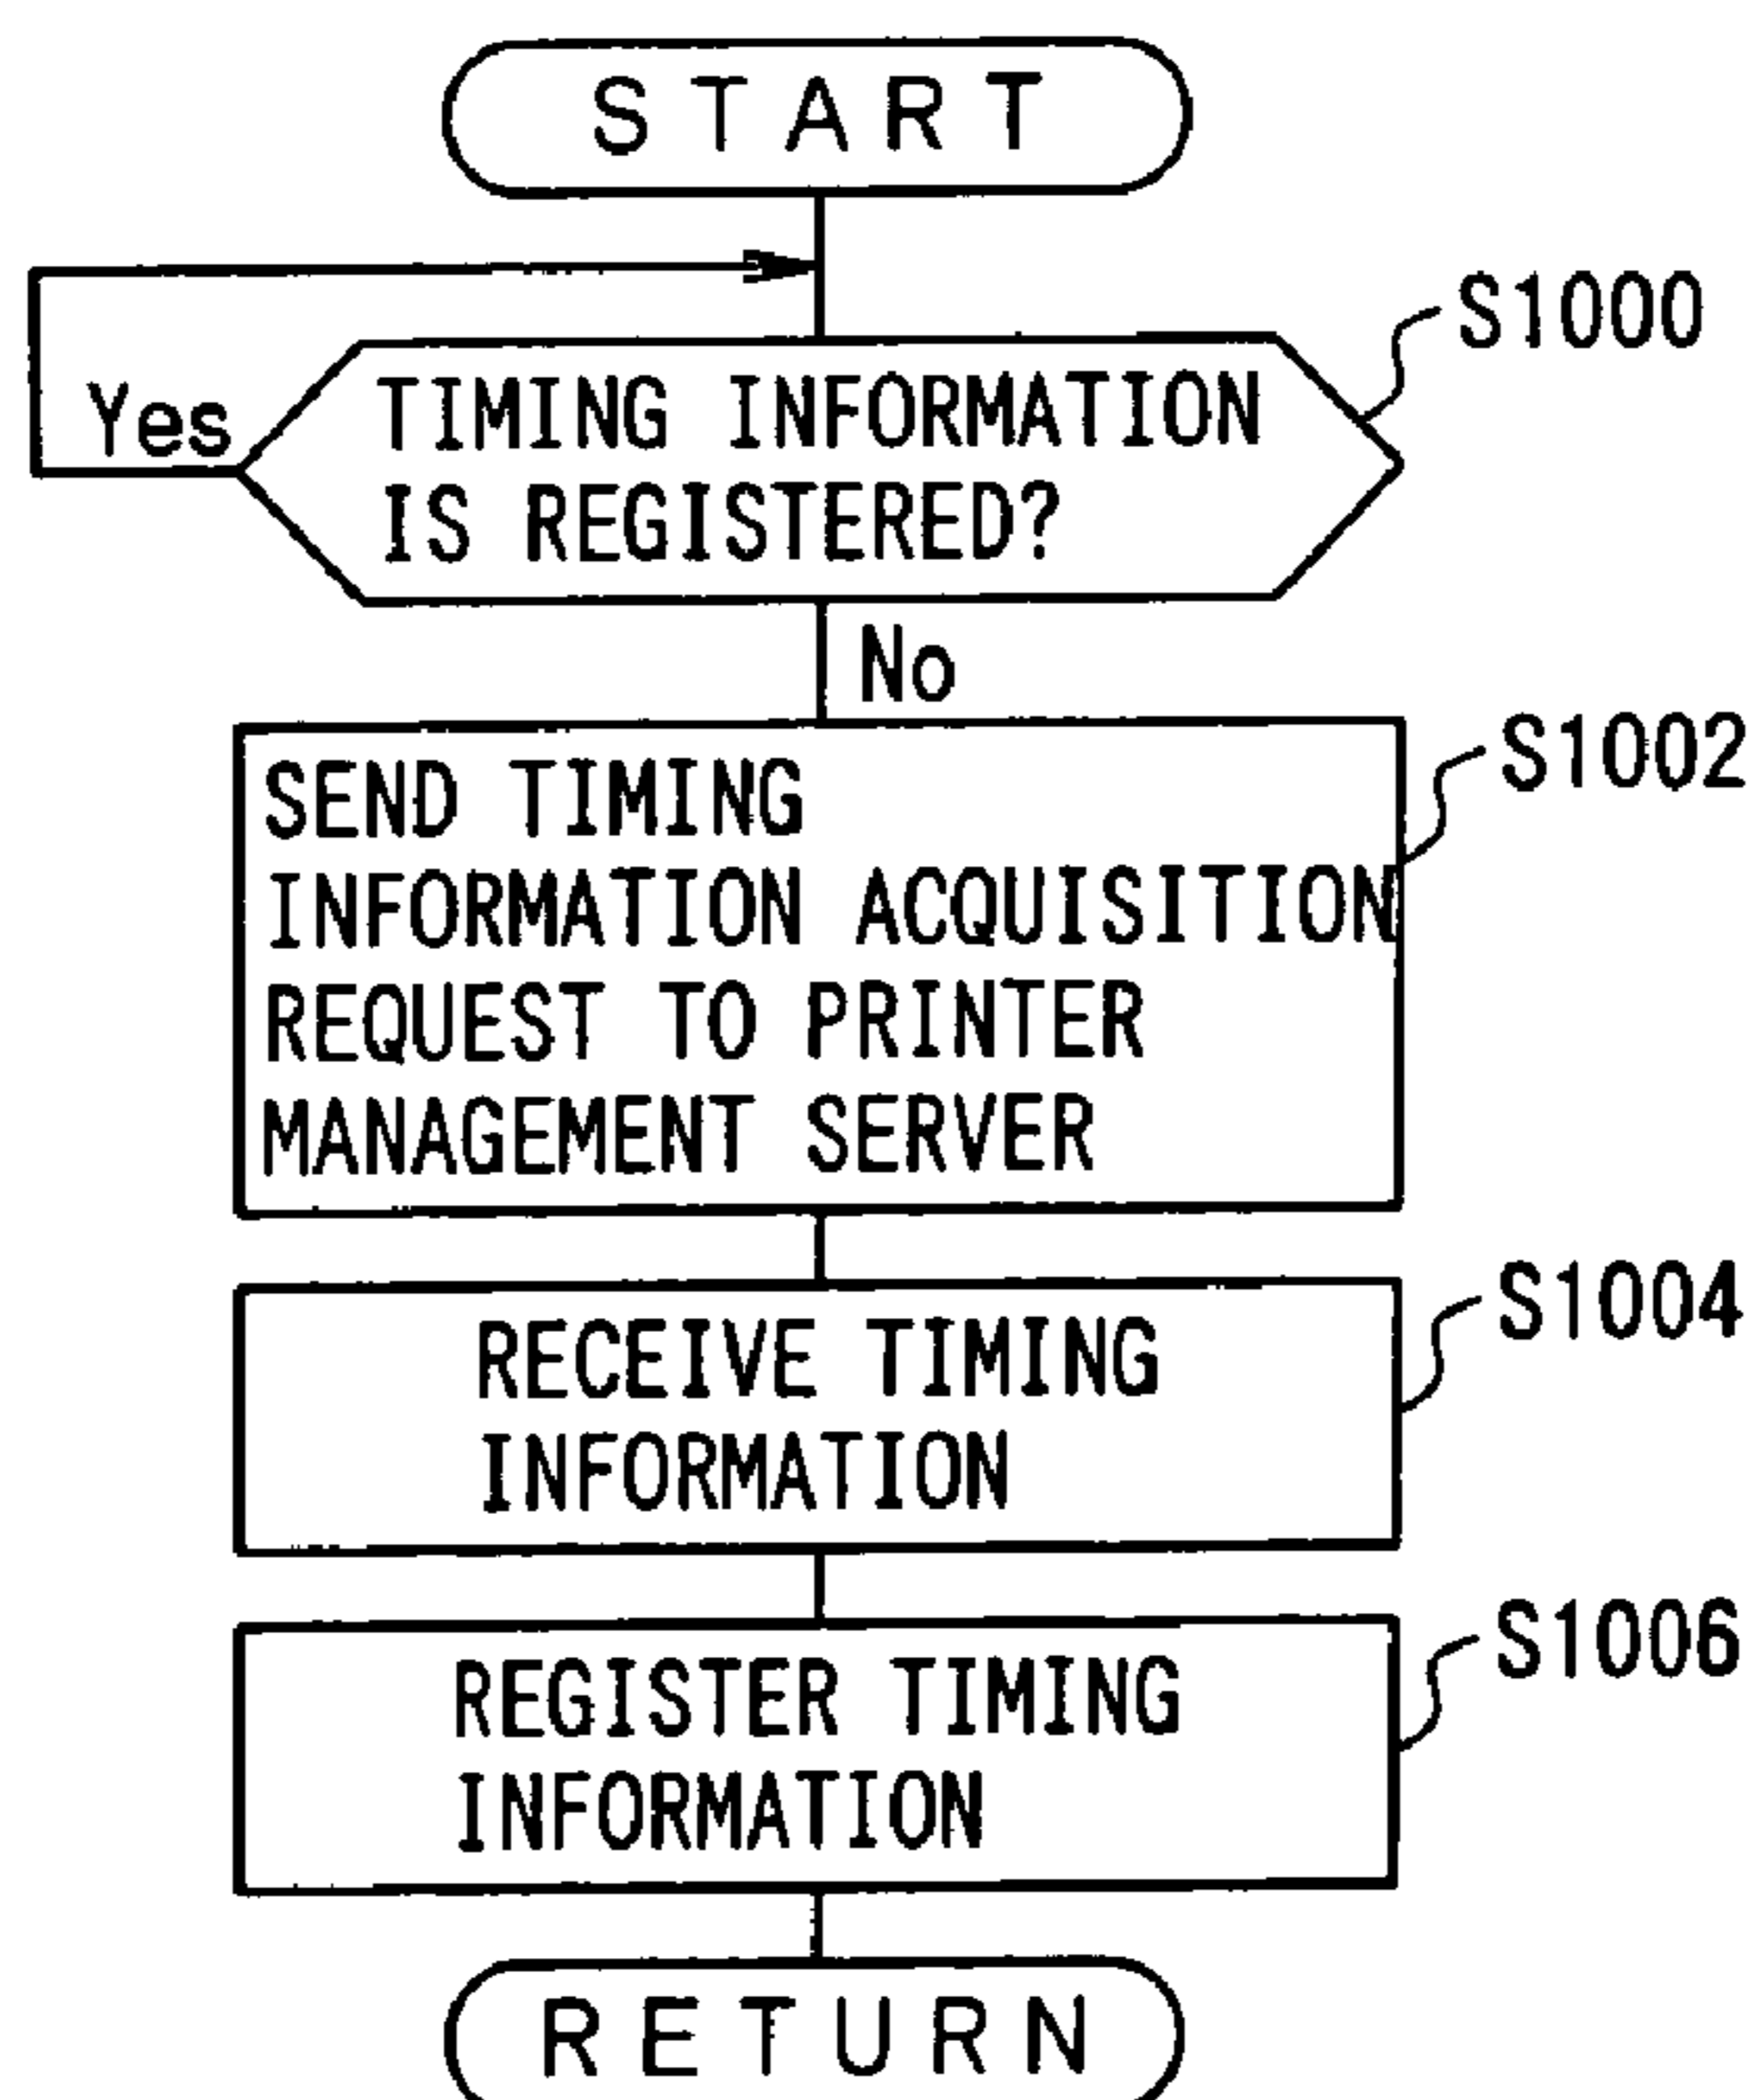 START
S1000
Yes
TIMING INFORMATION
IS REGISTERED?
No
S1002
SEND TIMING
INFORMATION ACQUISITION
REQUEST TO PRINTER
MANAGEMENT SERVER
S1004
RECEIVE TIMING
INFORMATION
S1006
REGISTER TIMING
INFORMATION
RETURN